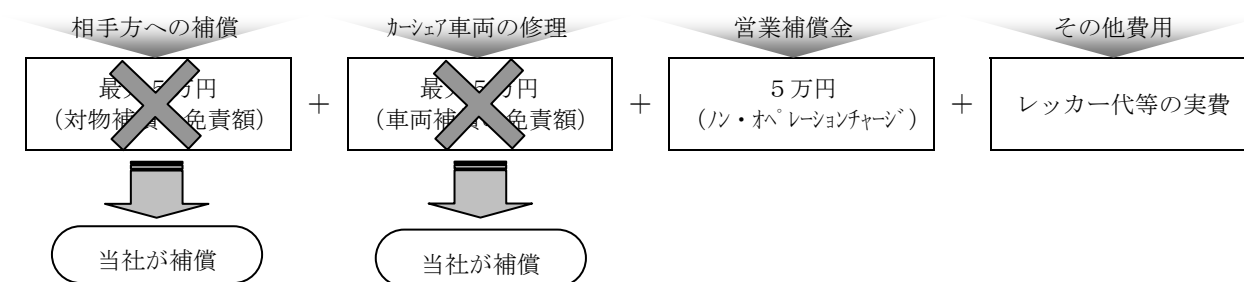 相手方への補償
カーシェア車両の修理
営業補償金
その他費用
最 5万円
(対物補 免責額)
+
最 5万円
(車両補 免責額)
+
5万円
(ノン・オペレーションチャージ)
+
レッカー代等の実費
当社が補償
当社が補償